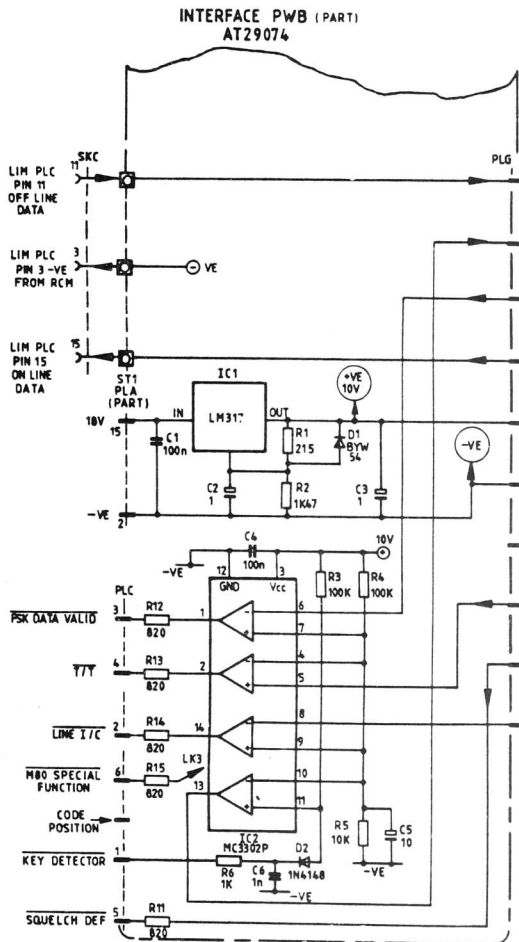 INTERFACE PWB (PART)
AT29074
SKC
PLG
11
LIM PLC
PIN 11
OFF LINE
DATA
3
LIM PLC
PIN 3 -VE
FROM RCM
- VE
15
LIM PLC
PIN 15
ON LINE
DATA
ST1
PLA
(PART)
IC1
LM317
IN
OUT
+VE
10V
18V
15
C1
100n
R1
215
D1
BYW
54
-VE
C2
1
R2
1K47
C3
1
-VE
2
C4
100n
10V
+
-VE
12
GND
3
Vcc
R3
100K
R4
100K
PLC
3
PSK DATA VALID
R12
820
1
-
+
6
7
4
T/T
R13
820
2
-
+
4
5
2
LINE I/C
R14
820
14
-
+
8
9
6
M80 SPECIAL
FUNCTION
R15
820
LK3
13
-
+
10
11
CODE
POSITION
IC2
MC3302P
R5
10K
C5
10
-VE
1
KEY DETECTOR
R6
1K
C6
1n
D2
1N4148
-VE
5
SQUELCH DEF
R11
820